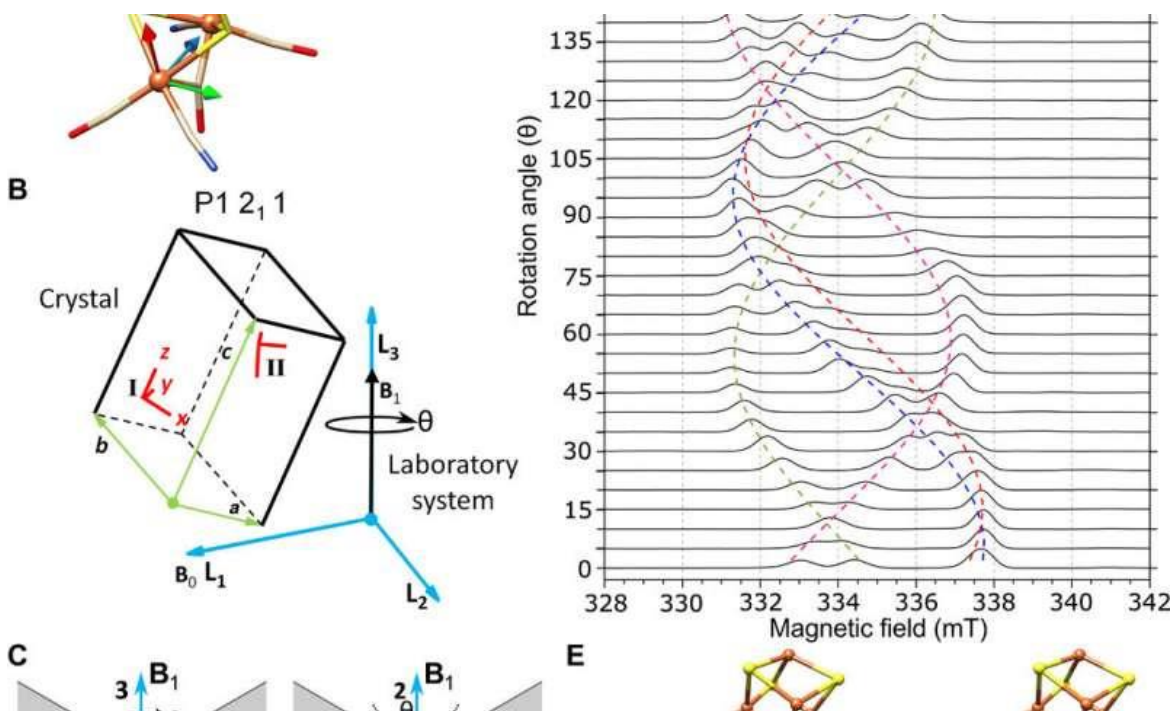 B
P1 2₁ 1
Crystal
c
z
I
y
x
II
b
a
L₃
B₁
θ
Laboratory
system
B₀ L₁
L₂
Rotation angle (θ)
135
120
105
90
75
60
45
30
15
0
328 330 332 334 336 338 340 342
Magnetic field (mT)
C
3 B₁
2 B₁
θ
E